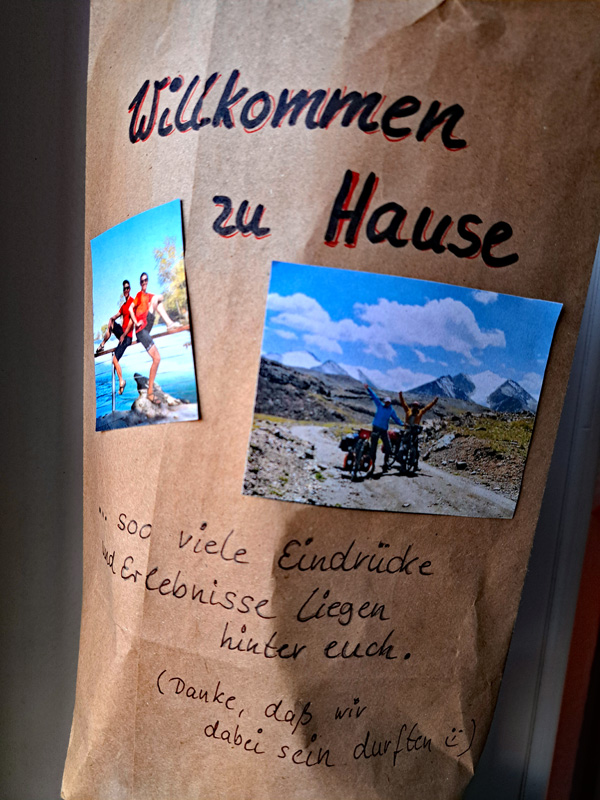 Willkommen
zu Hause
... soo viele Eindrücke
und Erlebnisse liegen
hinter euch.
(Danke, daß wir
dabei sein durften :))